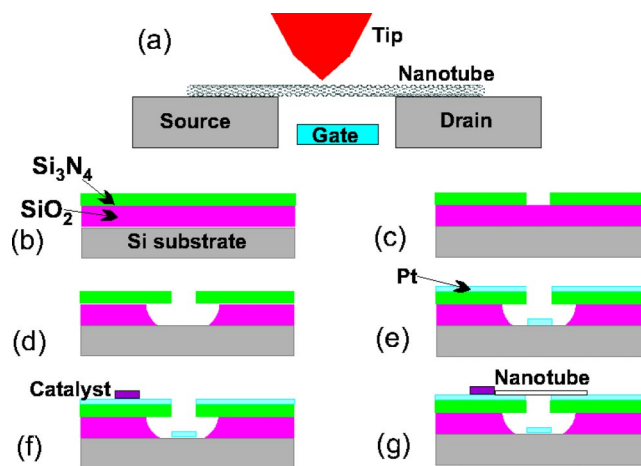 (a)
Tip
Nanotube
Source
Gate
Drain
Si3N4
SiO2
Si substrate
(b)
(c)
(d)
Pt
(e)
Catalyst
(f)
Nanotube
(g)